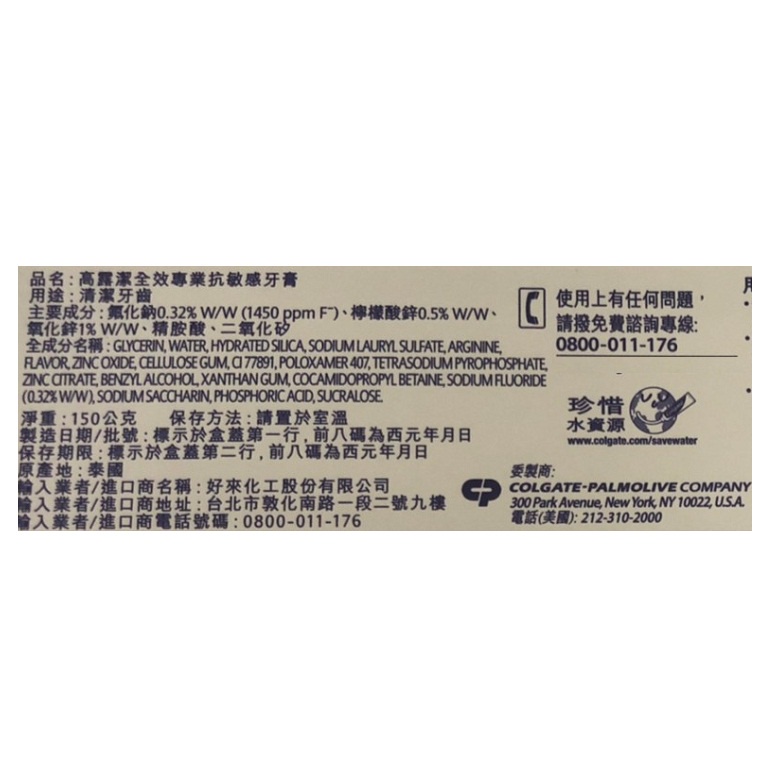 品名：高露潔全效專業抗敏感牙膏
用途：清潔牙齒
主要成分：氟化鈉0.32% W/W (1450 ppm F⁻)、檸檬酸鋅0.5% W/W、
氧化鋅1% W/W、精胺酸、二氧化矽
全成分名稱：GLYCERIN, WATER, HYDRATED SILICA, SODIUM LAURYL SULFATE, ARGININE,
FLAVOR, ZINC OXIDE, CELLULOSE GUM, CI 77891, POLOXAMER 407, TETRASODIUM PYROPHOSPHATE,
ZINC CITRATE, BENZYL ALCOHOL, XANTHAN GUM, COCAMIDOPROPYL BETAINE, SODIUM FLUORIDE
(0.32% W/W), SODIUM SACCHARIN, PHOSPHORIC ACID, SUCRALOSE.
淨重：150公克 保存方法：請置於室溫
製造日期/批號：標示於盒蓋第一行，前八碼為西元年月日
保存期限：標示於盒蓋第二行，前八碼為西元年月日
原產地：泰國
輸入業者/進口商名稱：好來化工股份有限公司
輸入業者/進口商地址：台北市敦化南路一段二號九樓
輸入業者/進口商電話號碼：0800-011-176
使用上有任何問題，
請撥免費諮詢專線:
0800-011-176
珍惜
水資源
www.colgate.com/savewater
委製商:
CP COLGATE-PALMOLIVE COMPANY
300 Park Avenue, New York, NY 10022, U.S.A.
電話(美國): 212-310-2000